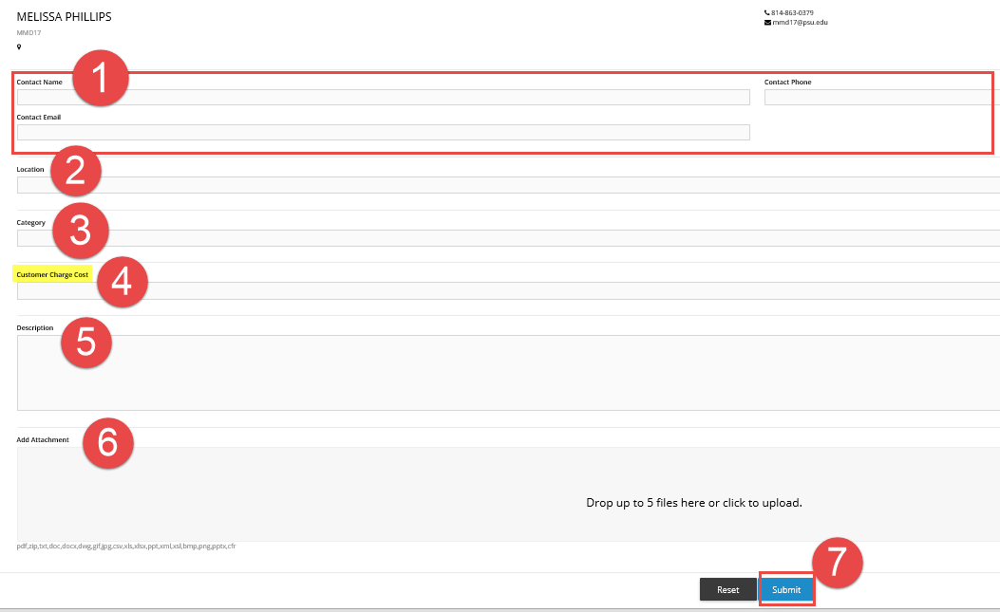 MELISSA PHILLIPS
MMD17
814-863-0379
mmd17@psu.edu
1
Contact Name
Contact Phone
Contact Email
2
Location
3
Category
4
Customer Charge Cost
5
Description
6
Add Attachment
Drop up to 5 files here or click to upload.
pdf,zip,txt,doc,docx,dwg,gif,jpg,csv,xls,xlsx,ppt,xml,xsl,bmp,png,pptx,cfr
7
Reset
Submit